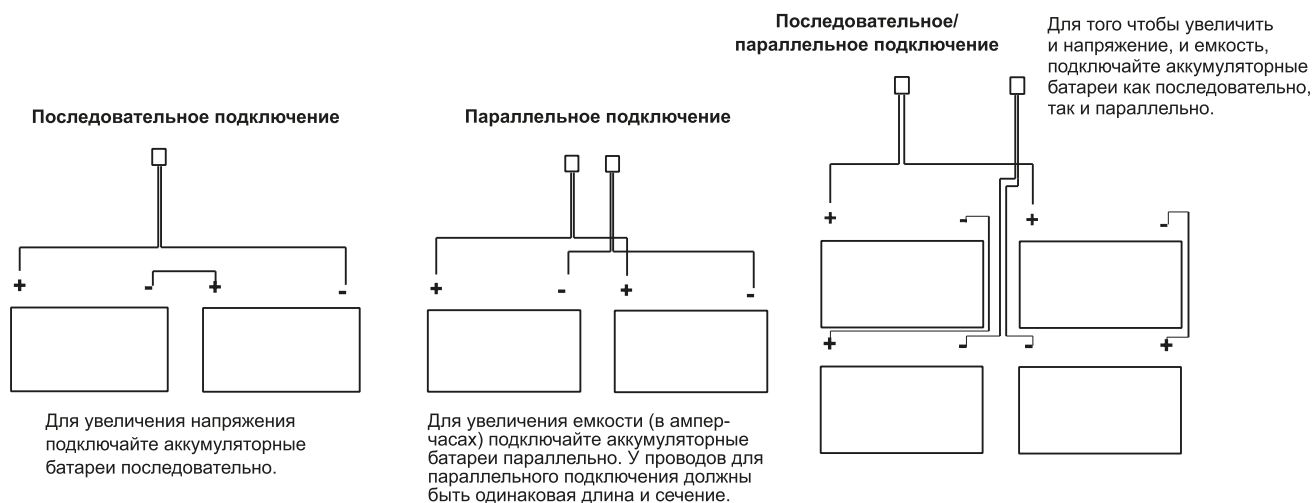 Последовательное подключение
+
-
+
-
Для увеличения напряжения
подключайте аккумуляторные
батареи последовательно.
Параллельное подключение
+
-
+
-
Для увеличения емкости (в ампер-
часах) подключайте аккумуляторные
батареи параллельно. У проводов для
параллельного подключения должны
быть одинаковая длина и сечение.
Последовательное/
параллельное подключение
+
-
+
-
+
-
-
+
Для того чтобы увеличить
и напряжение, и емкость,
подключайте аккумуляторные
батареи как последовательно,
так и параллельно.